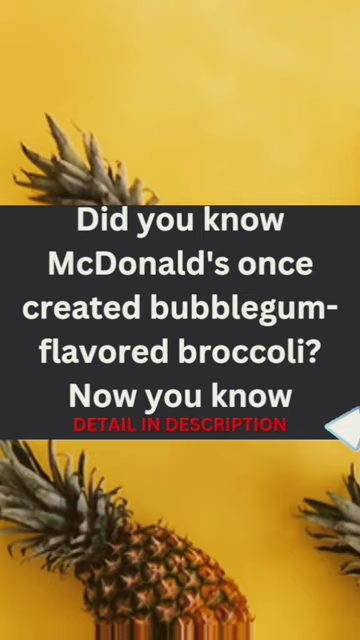 Did you know
McDonald's once
created bubblegum-
flavored broccoli?
Now you know
DETAIL IN DESCRIPTION